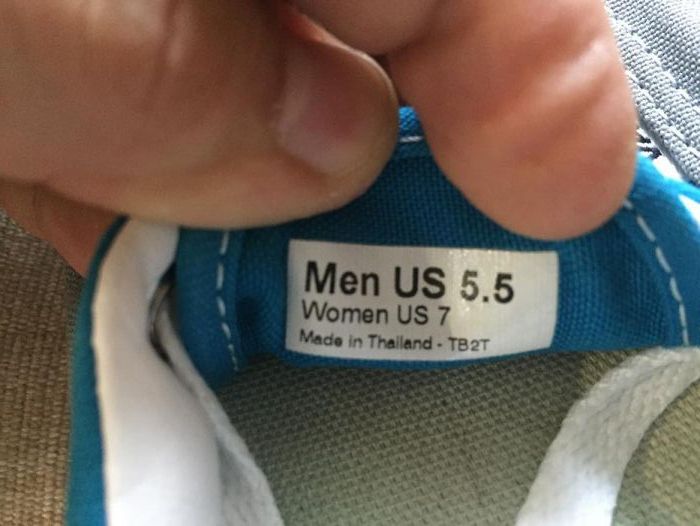 Men US 5.5
Women US 7
Made in Thailand - TB2T